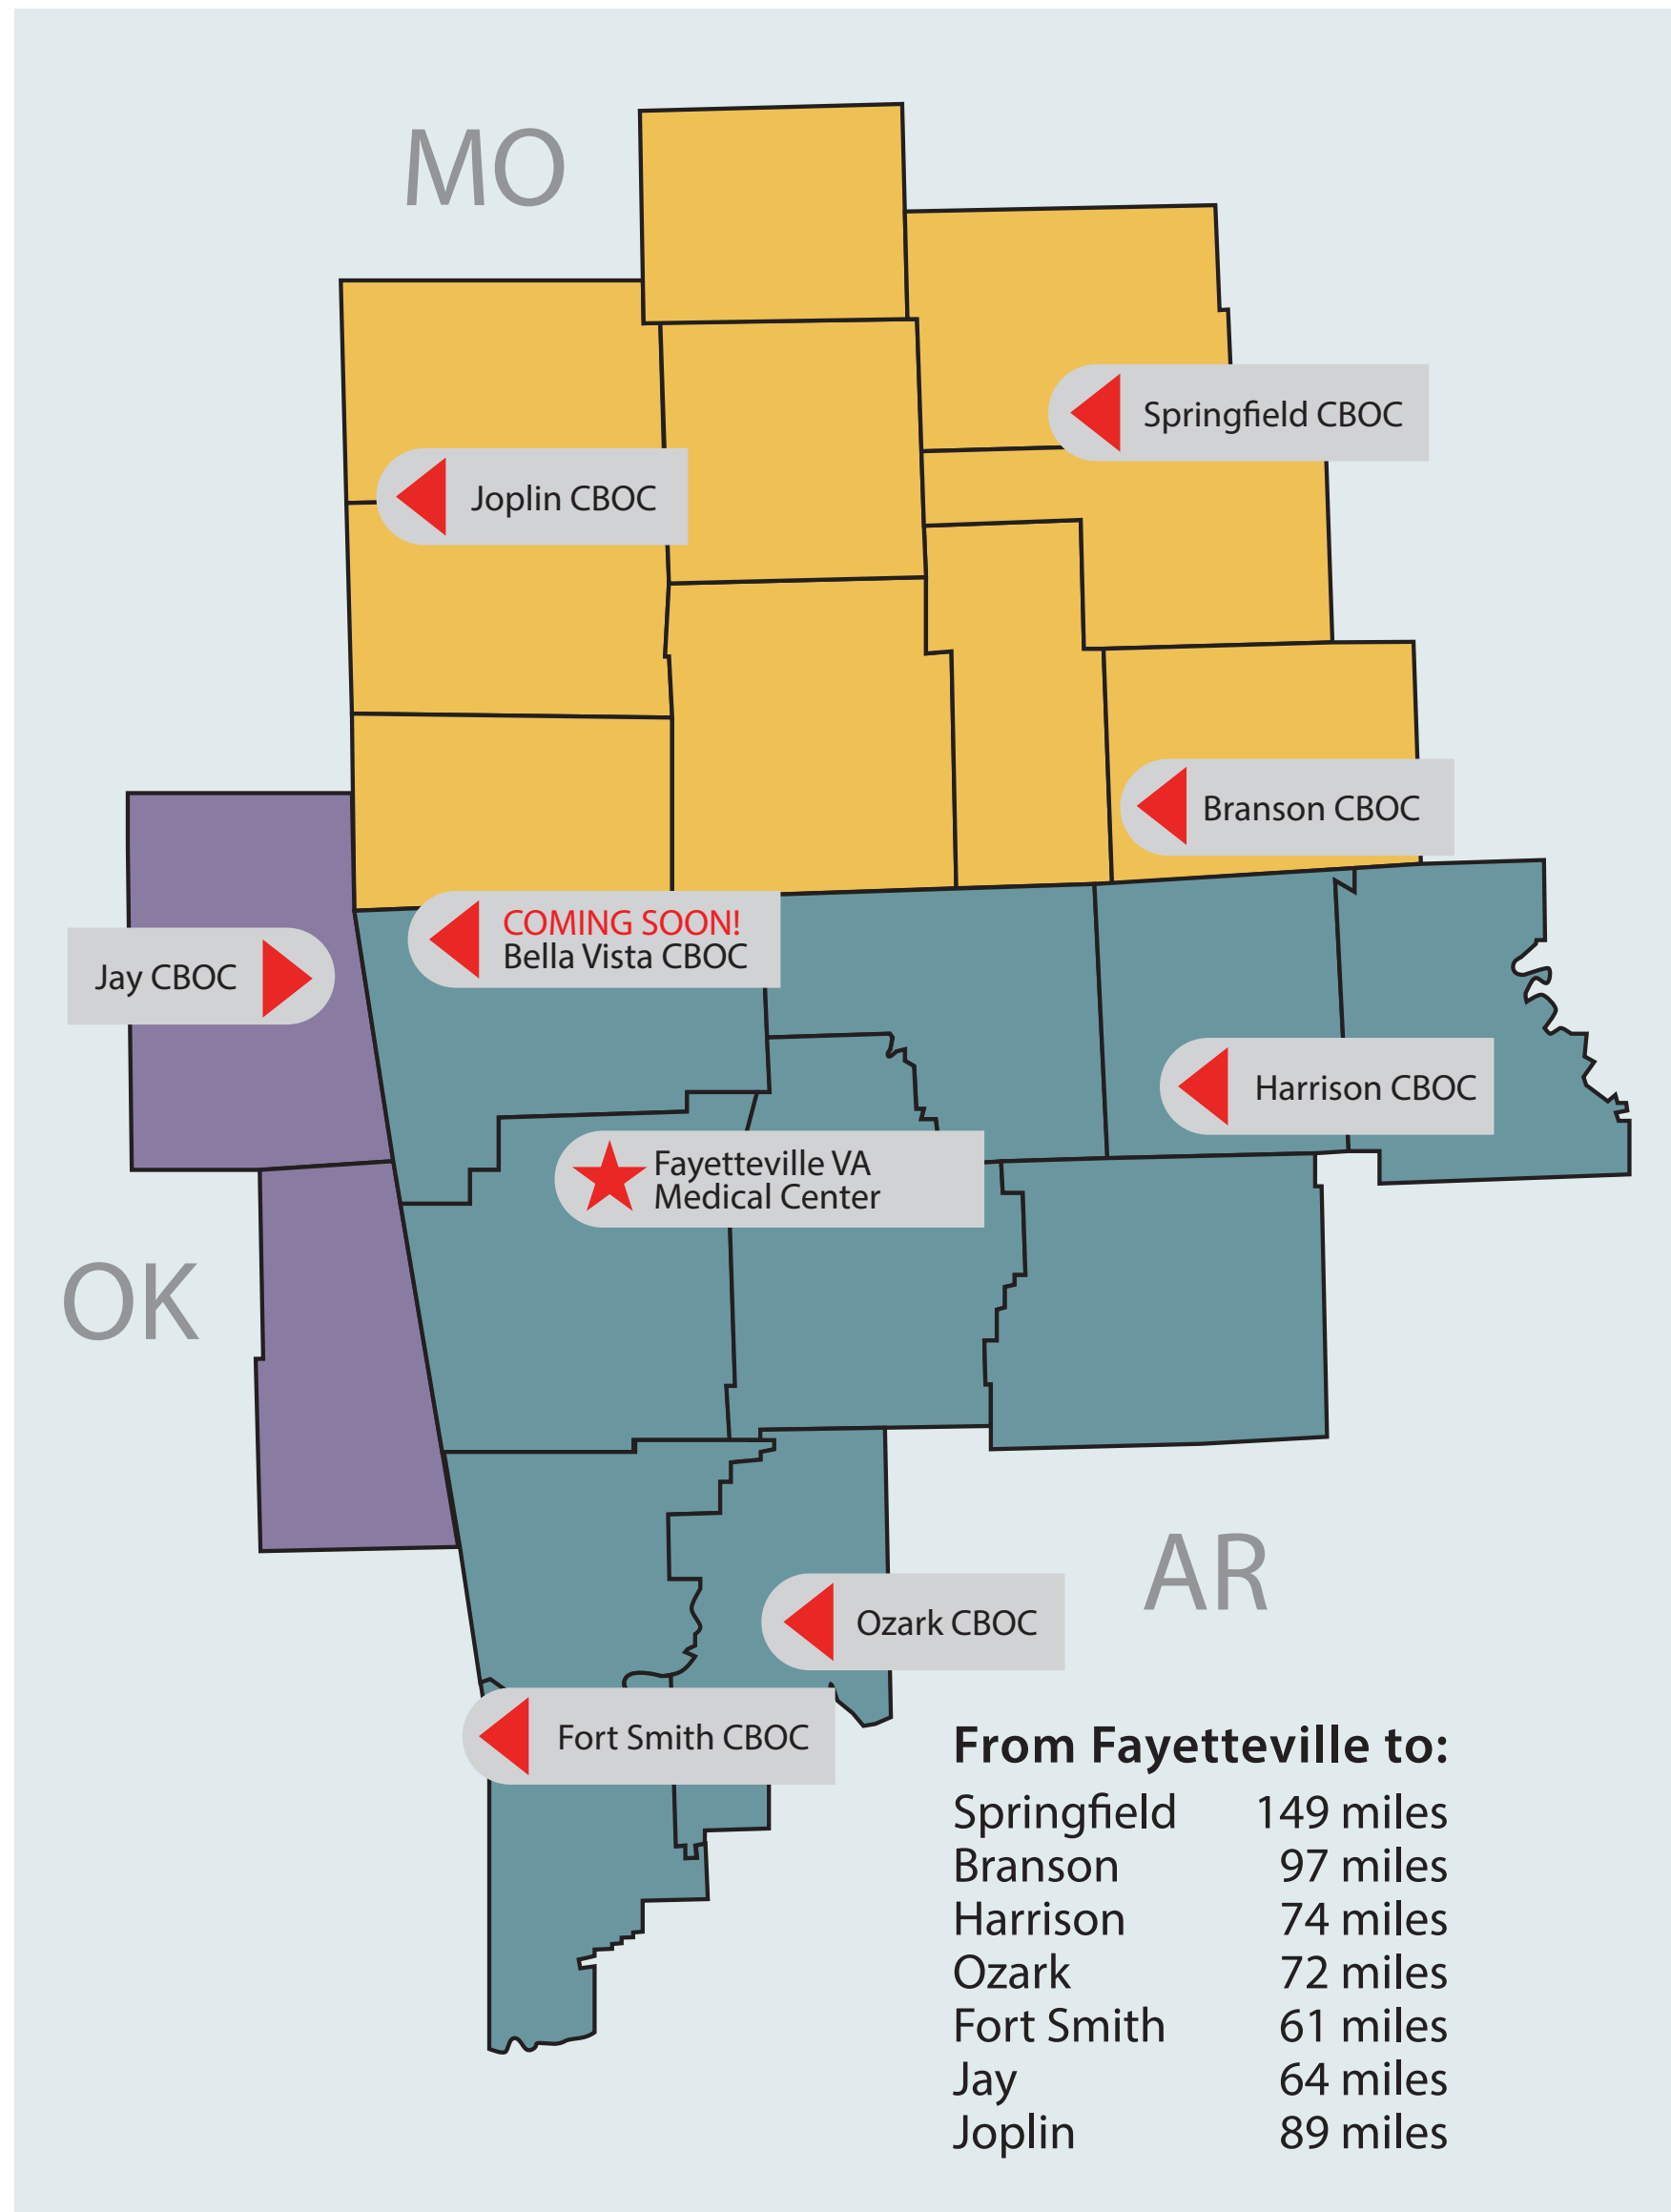 MO
Springfield CBOC
Joplin CBOC
Branson CBOC
COMING SOON!
Bella Vista CBOC
Jay CBOC
Harrison CBOC
Fayetteville VA
Medical Center
OK
AR
Ozark CBOC
Fort Smith CBOC
From Fayetteville to:
Springfield 149 miles
Branson 97 miles
Harrison 74 miles
Ozark 72 miles
Fort Smith 61 miles
Jay 64 miles
Joplin 89 miles